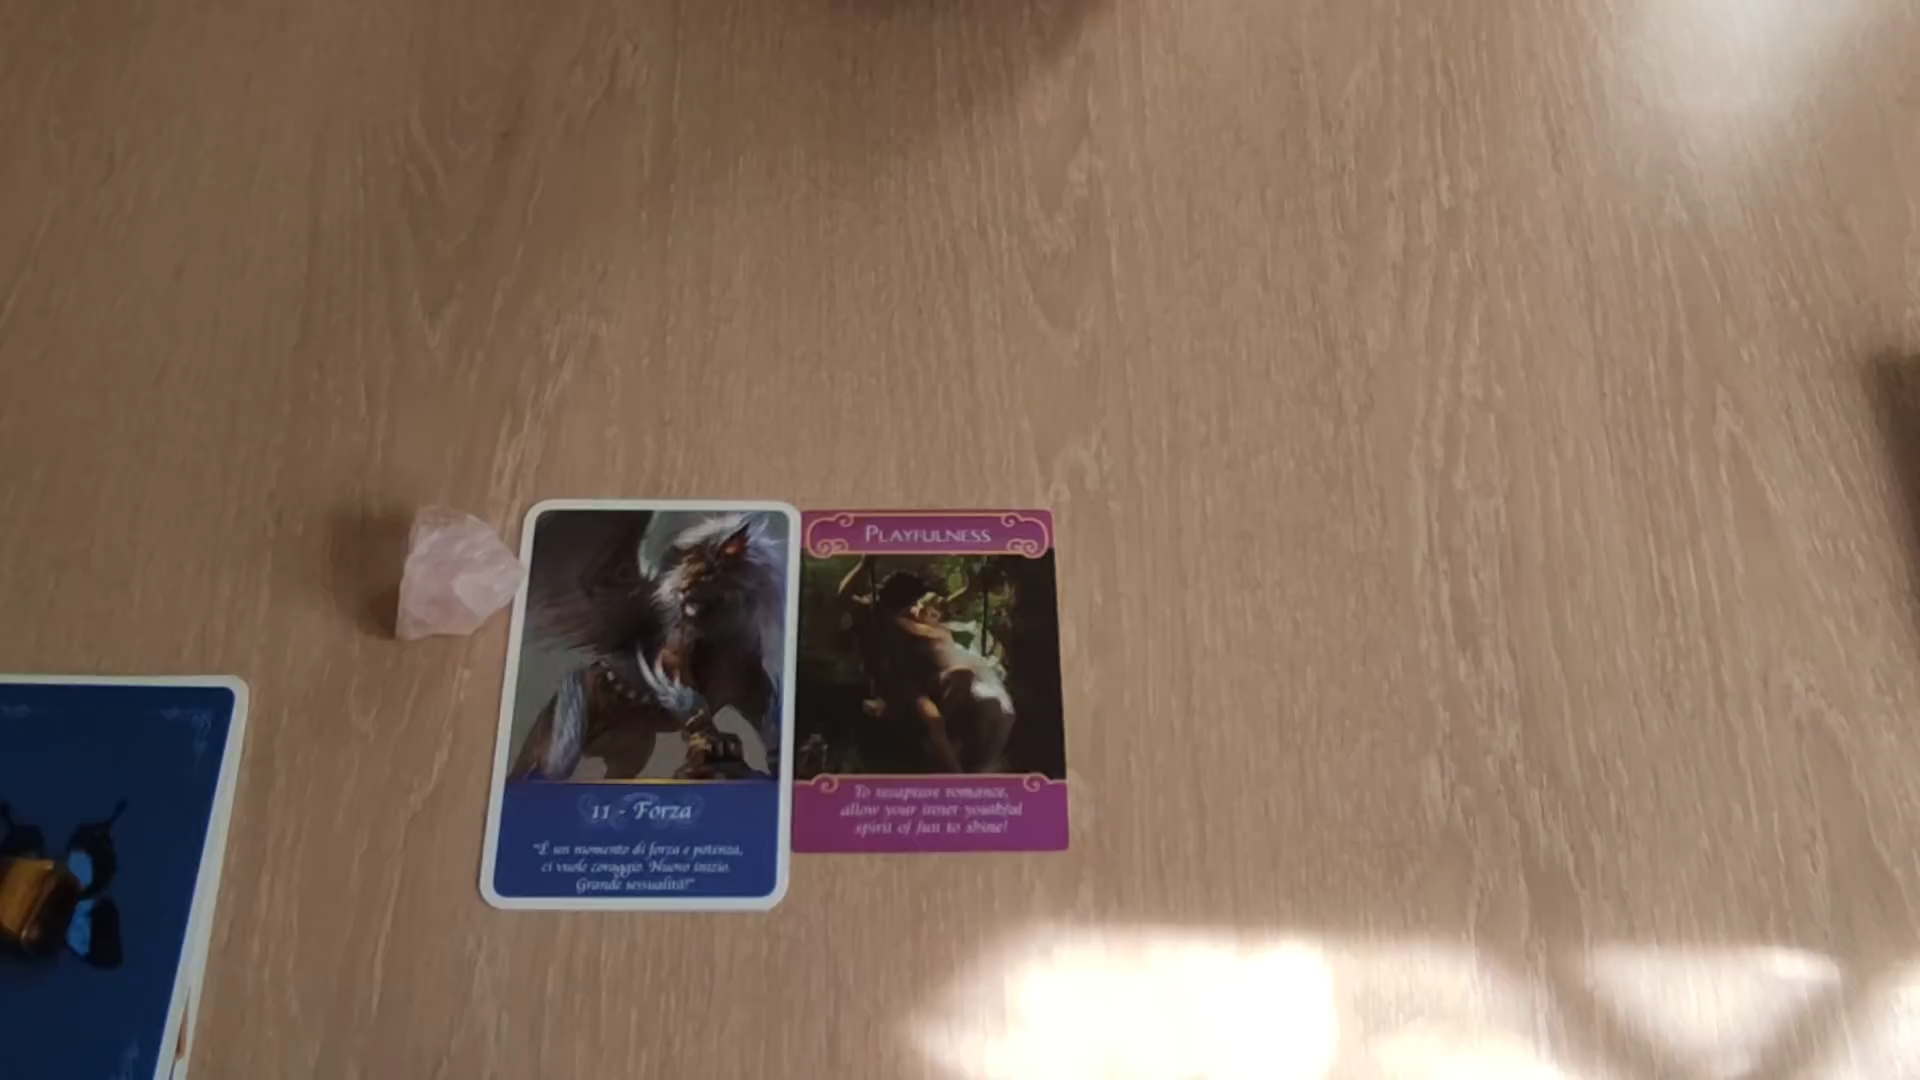 11 - Forza
"È un momento di forza e potenza,
ci vuole coraggio. Nuovo inizio.
Grande sessualità!"
PLAYFULNESS
To recapture romance,
allow your inner youthful
spirit of fun to shine!